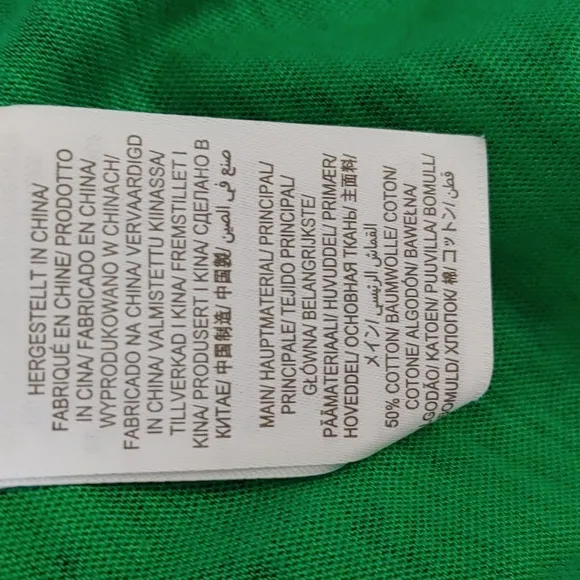 HERGESTELLT IN CHINA/
FABRIQUÉ EN CHINE/ PRODOTTO
IN CINA/ FABRICADO EN CHINA/
WYPRODUKOWANO W CHINACH/
FABRICADO NA CHINA/ VERVAARDIGD
IN CHINA/ VALMISTETTU KIINASSA/
TILLVERKAD I KINA/ FREMSTILLET I
KINA/ PRODUSERT I KINA/ СДЕЛАНО В
КИТАЕ/ 中国制造/ 中国製/ صنع في الصين
MAIN/ HAUPTMATERIAL/ PRINCIPAL/
PRINCIPALE/ TEJIDO PRINCIPAL/
GŁÓWNA/ BELANGRIJKSTE/
PÄÄMATERIAALI/ HUVUDDEL/ PRIMÆR/
HOVEDDEL/ ОСНОВНАЯ ТКАНЬ/ 主面料/
メイン/ القماش الرئيسي
50% COTTON/ BAUMWOLLE/ COTON/
COTONE/ ALGODÓN/ BAWEŁNA/
GODÃO/ KATOEN/ PUUVILLA/ BOMULL/
OMULD/ ХЛОПОК/ 棉/ コットン/ قطن